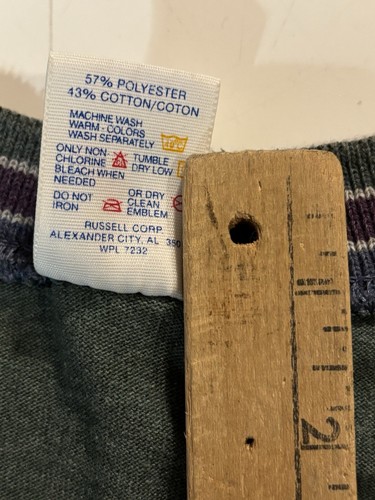 57% POLYESTER
43% COTTON/COTON
MACHINE WASH
WARM - COLORS
WASH SEPARATELY
ONLY NON- TUMBLE
CHLORINE DRY LOW
BLEACH WHEN
NEEDED
DO NOT OR DRY
IRON CLEAN
EMBLEM
RUSSELL CORP.
ALEXANDER CITY, AL 350
WPL 7232
2